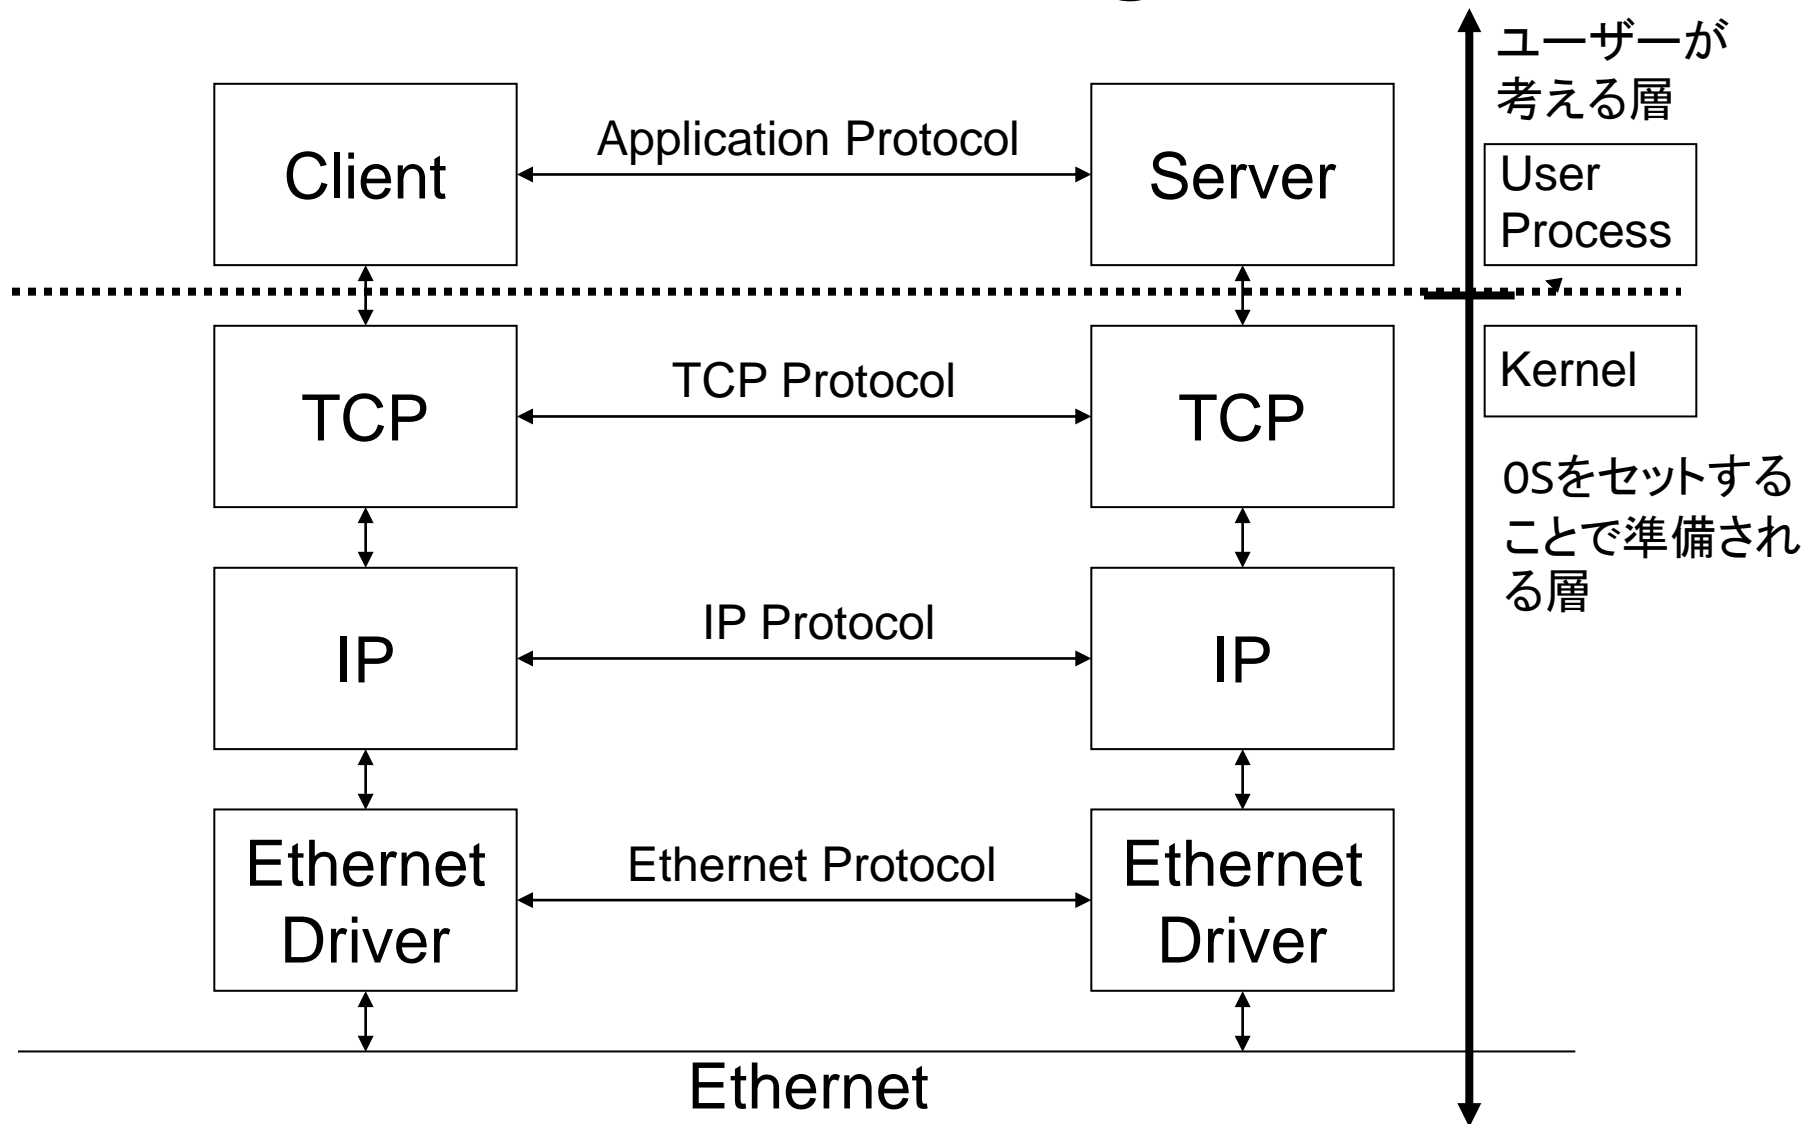 ユーザーが
考える層
Client
Application Protocol
Server
User
Process
TCP
TCP Protocol
TCP
Kernel
OSをセットする
ことで準備され
る層
IP
IP Protocol
IP
Ethernet
Driver
Ethernet Protocol
Ethernet
Driver
Ethernet